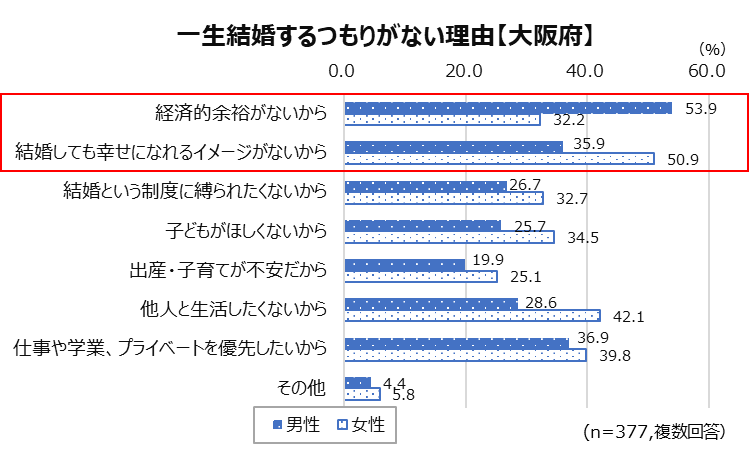 一生結婚するつもりがない理由【大阪府】
(%)
0.0 20.0 40.0 60.0
経済的余裕がないから 53.9
32.2
結婚しても幸せになれるイメージがないから 35.9
50.9
結婚という制度に縛られたくないから 26.7
32.7
子どもがほしくないから 25.7
34.5
出産・子育てが不安だから 19.9
25.1
他人と生活したくないから 28.6
42.1
仕事や学業、プライベートを優先したいから 36.9
39.8
その他 4.4
5.8
男性 女性
(n=377,複数回答)